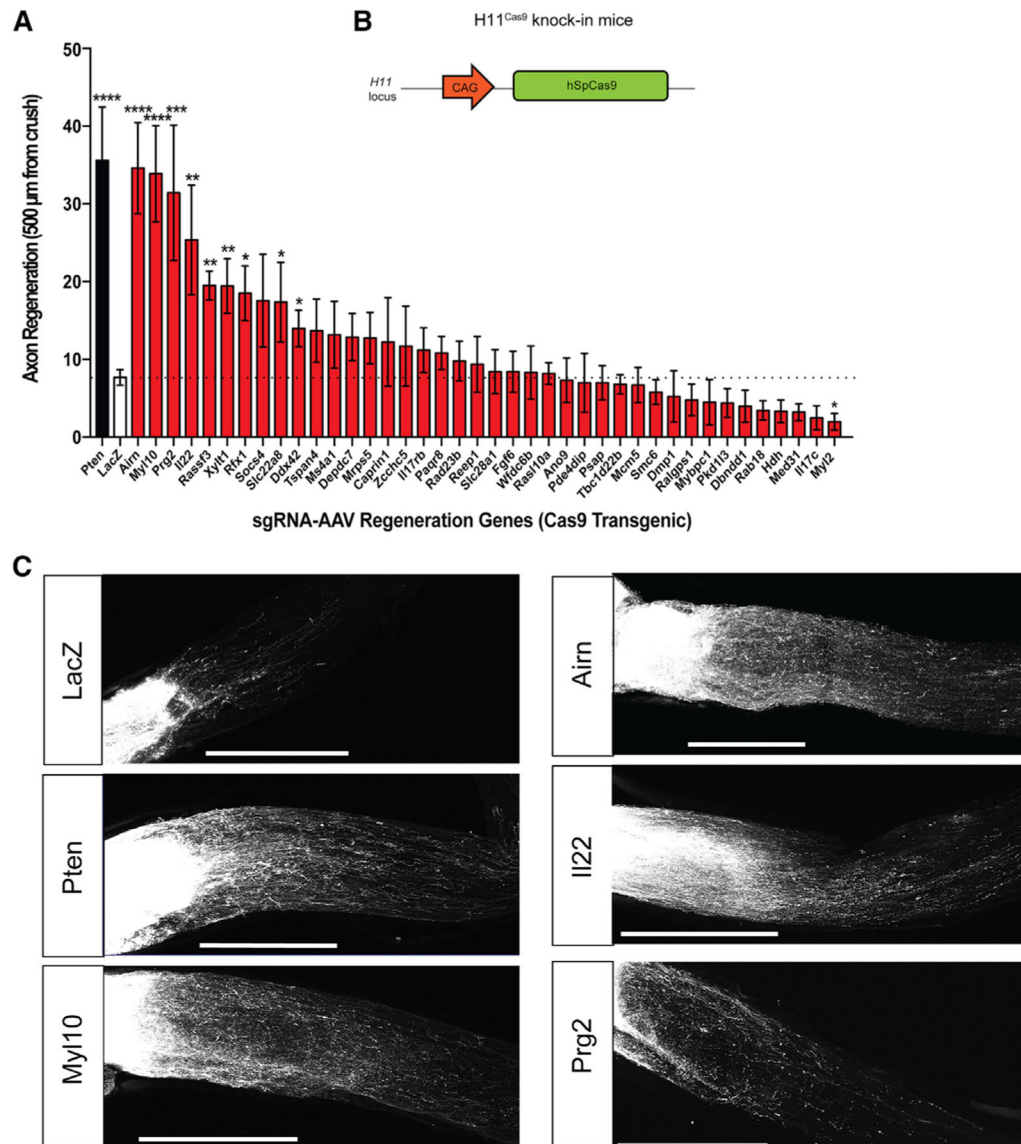 A
B
H11Cas9 knock-in mice
H11
locus
CAG
hSpCas9
Axon Regeneration (500 µm from crush)
50
40
30
20
10
0
****
****
****
***
**
**
**
*
*
*
*
Pten
LacZ
Airn
Myl10
Prg2
Il22
Rassf3
Xylt1
Rfx1
Socs4
Slc22a8
Ddx42
Tspan4
Ms4a1
Depdc7
Mrps5
Caprin1
Zcchc5
Il17rb
Paqr8
Rad23b
Reep1
Slc28a1
Fgf6
Wfdc6b
Rasl10a
Ano9
Pde4dip
Psap
Tbc1d22b
Mcm5
Smc6
Dmp1
Ralgps1
Mybpc1
Pkd1l3
Dbndd1
Rab18
Hdh
Med31
Il17c
Myl2
sgRNA-AAV Regeneration Genes (Cas9 Transgenic)
C
LacZ
Airn
Pten
Il22
Myl10
Prg2